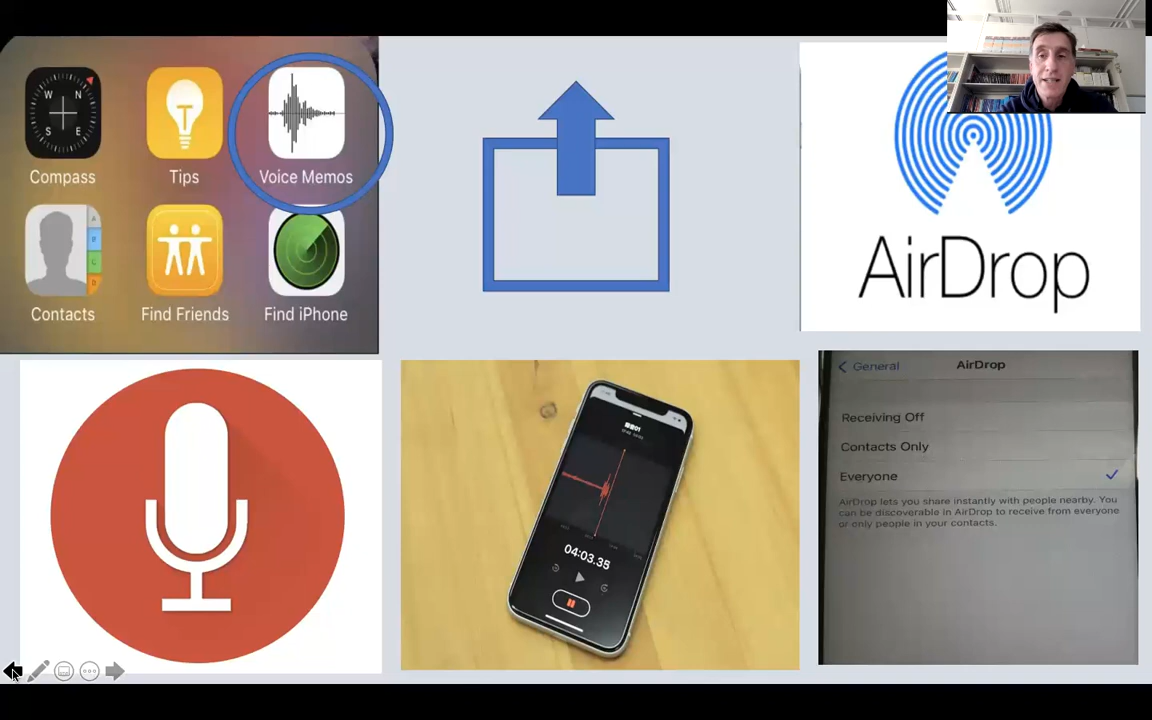 W N
S E
Compass
Tips
Voice Memos
A
B
C
D
Contacts
Find Friends
Find iPhone
AirDrop
04:03.35
General
AirDrop
Receiving Off
Contacts Only
Everyone
AirDrop lets you share instantly with people nearby. You
can be discoverable in AirDrop to receive from everyone
or only people in your contacts.